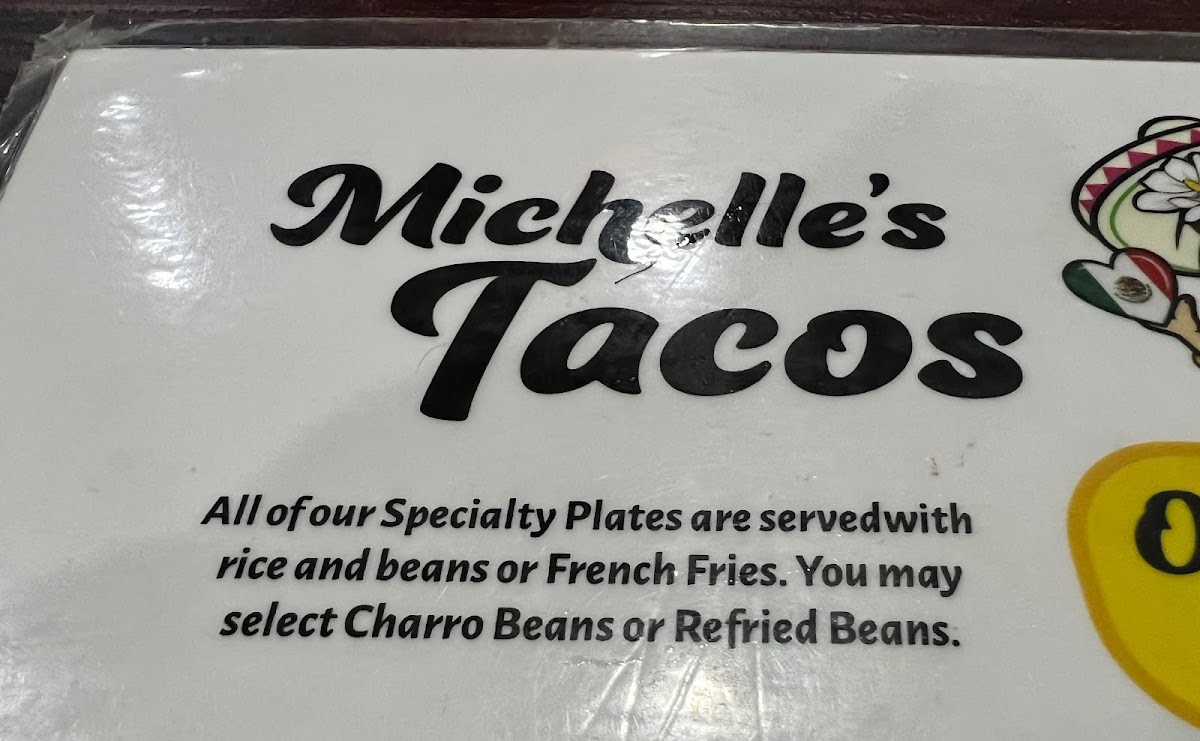 Michelle's
Tacos
All of our Specialty Plates are servedwith
rice and beans or French Fries. You may
select Charro Beans or Refried Beans.